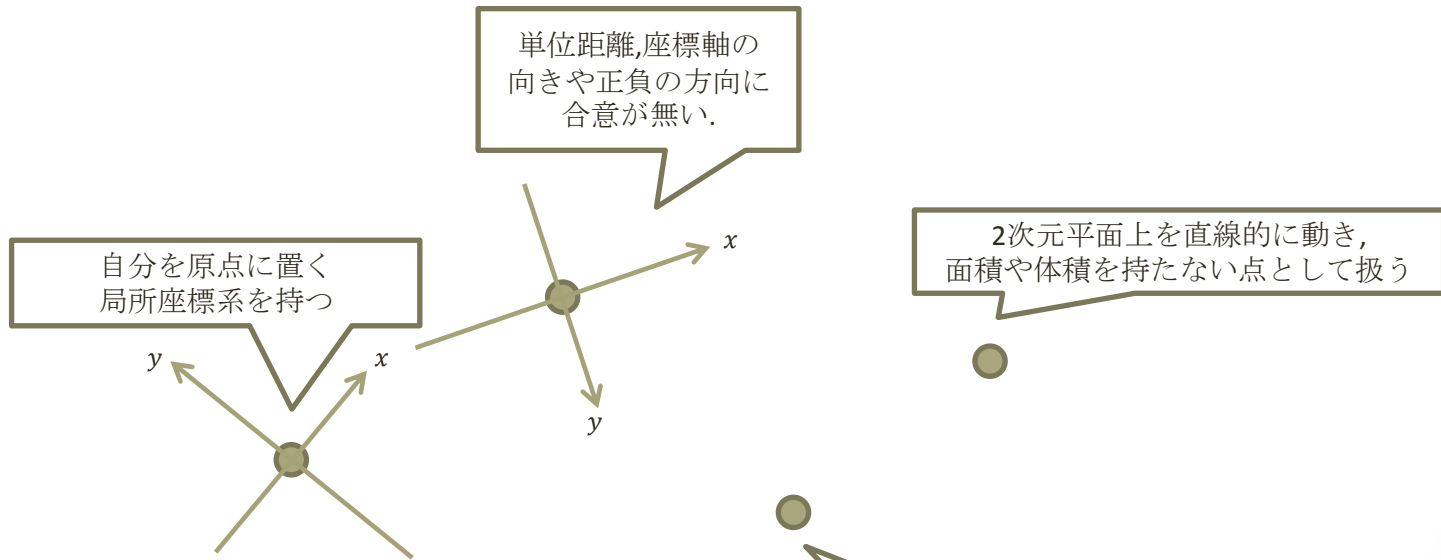 単位距離,座標軸の
向きや正負の方向に
合意が無い.
2次元平面上を直線的に動き,
面積や体積を持たない点として扱う
自分を原点に置く
局所座標系を持つ
x
y
y
x